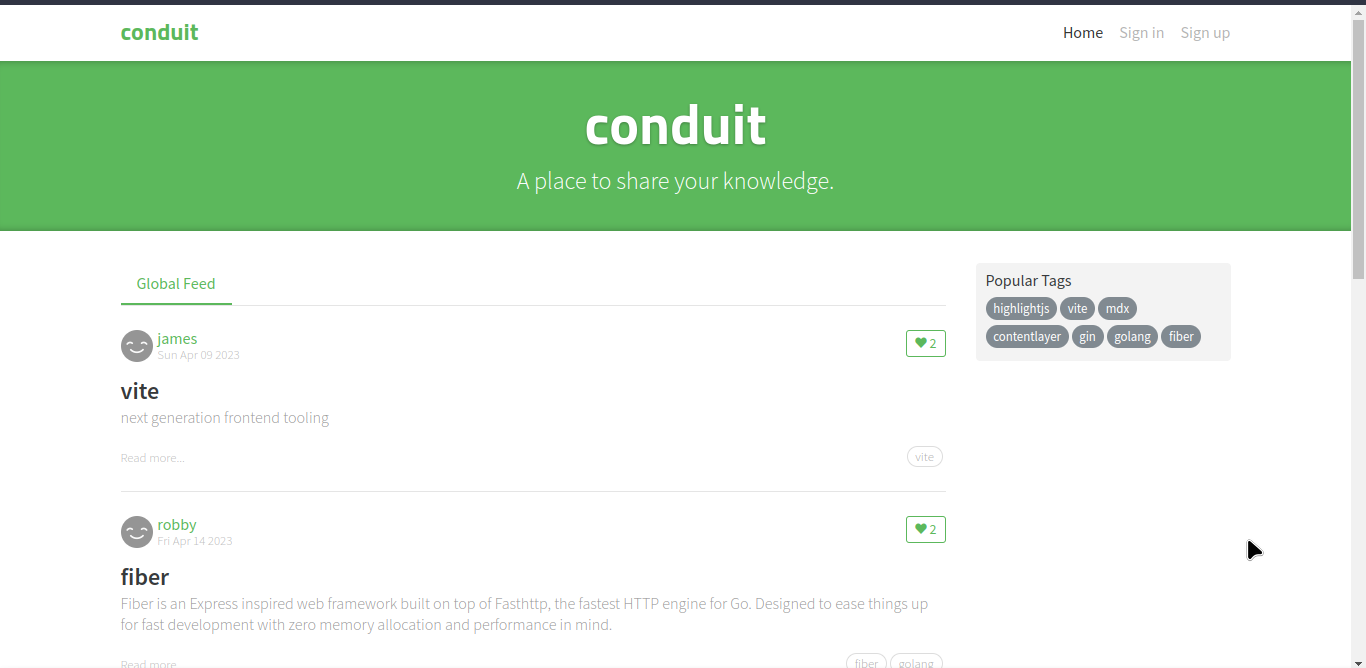 conduit
Home Sign in Sign up
conduit
A place to share your knowledge.
Global Feed
james
Sun Apr 09 2023
2
vite
next generation frontend tooling
Read more...
vite
robby
Fri Apr 14 2023
2
fiber
Fiber is an Express inspired web framework built on top of Fasthttp, the fastest HTTP engine for Go. Designed to ease things up
for fast development with zero memory allocation and performance in mind.
Read more
fiber golang
Popular Tags
highlightjs vite mdx
contentlayer gin golang fiber